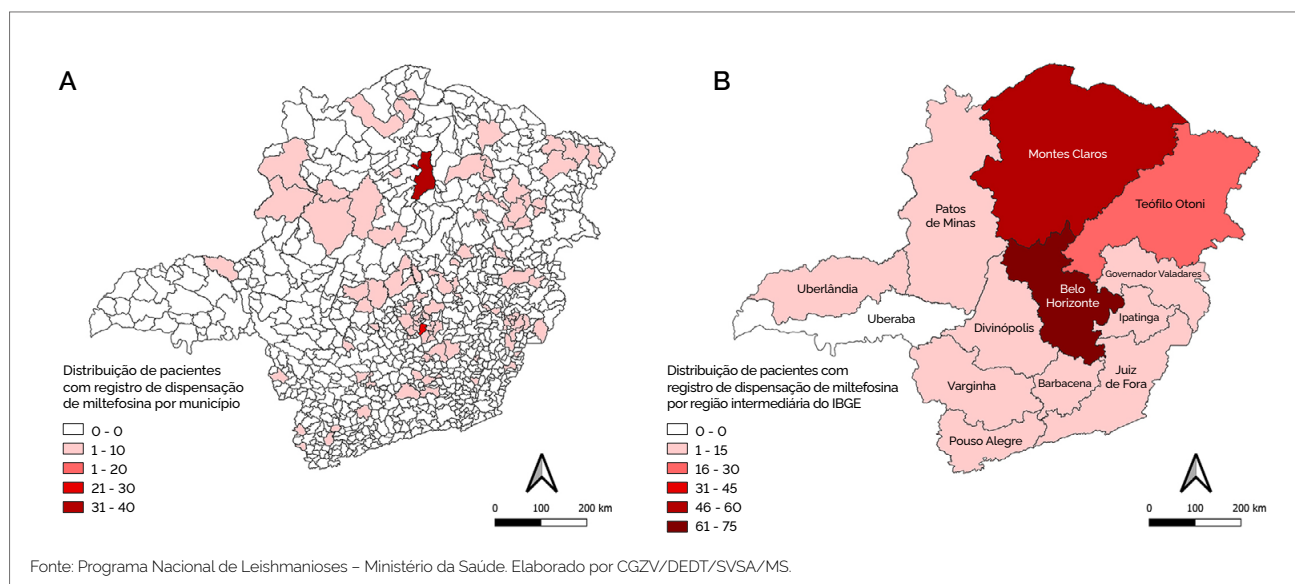 A
Distribuição de pacientes
com registro de dispensação
de miltefosina por município
0 - 0
1 - 10
1 - 20
21 - 30
31 - 40
0 100 200 km
B
Montes Claros
Teófilo Otoni
Patos
de Minas
Governador Valadares
Uberlândia
Belo
Horizonte
Ipatinga
Uberaba
Divinópolis
Juiz
de Fora
Varginha
Barbacena
Pouso Alegre
Distribuição de pacientes com
registro de dispensação de miltefosina
por região intermediária do IBGE
0 - 0
1 - 15
16 - 30
31 - 45
46 - 60
61 - 75
0 100 200 km
Fonte: Programa Nacional de Leishmanioses – Ministério da Saúde. Elaborado por CGZV/DEDT/SVSA/MS.